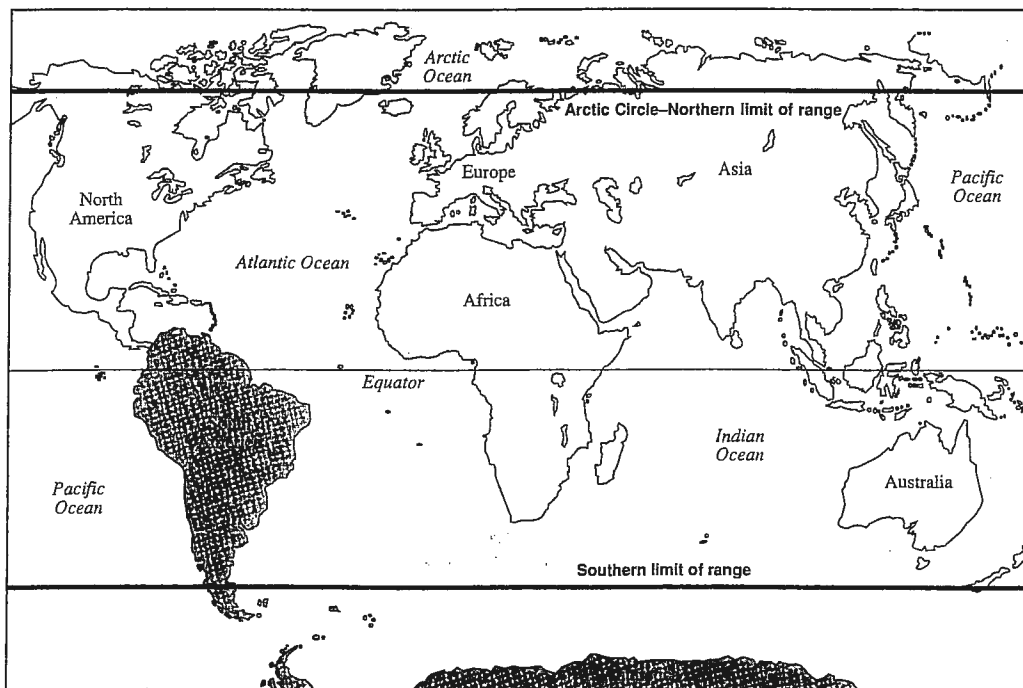 Arctic
Ocean
Arctic Circle–Northern limit of range
Europe
Asia
North
America
Pacific
Ocean
Atlantic Ocean
Africa
Equator
Indian
Ocean
Pacific
Ocean
Australia
Southern limit of range